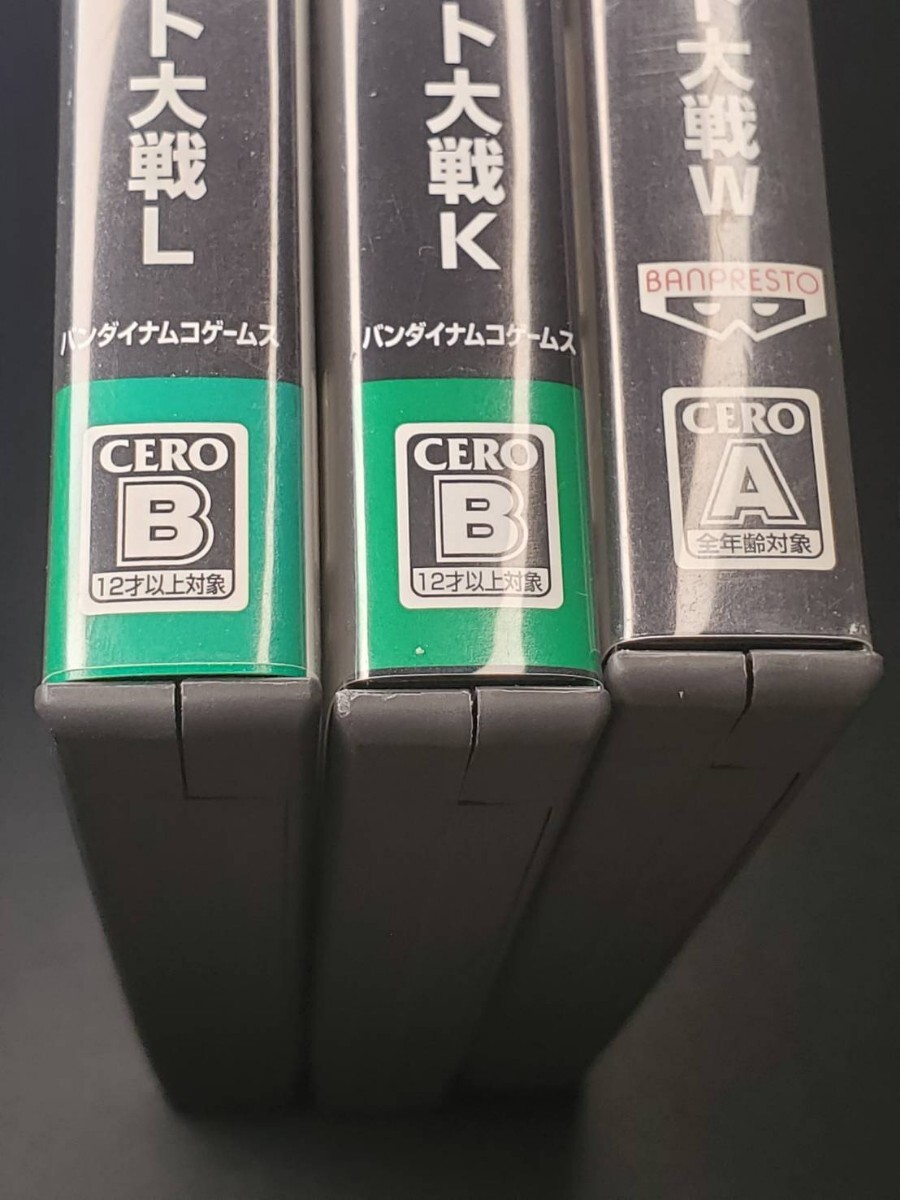 ト大戦L
バンダイナムコゲームス
CERO
B
12才以上対象
ト大戦K
バンダイナムコゲームス
CERO
B
12才以上対象
ト大戦W
BANPRESTO
CERO
A
全年齢対象